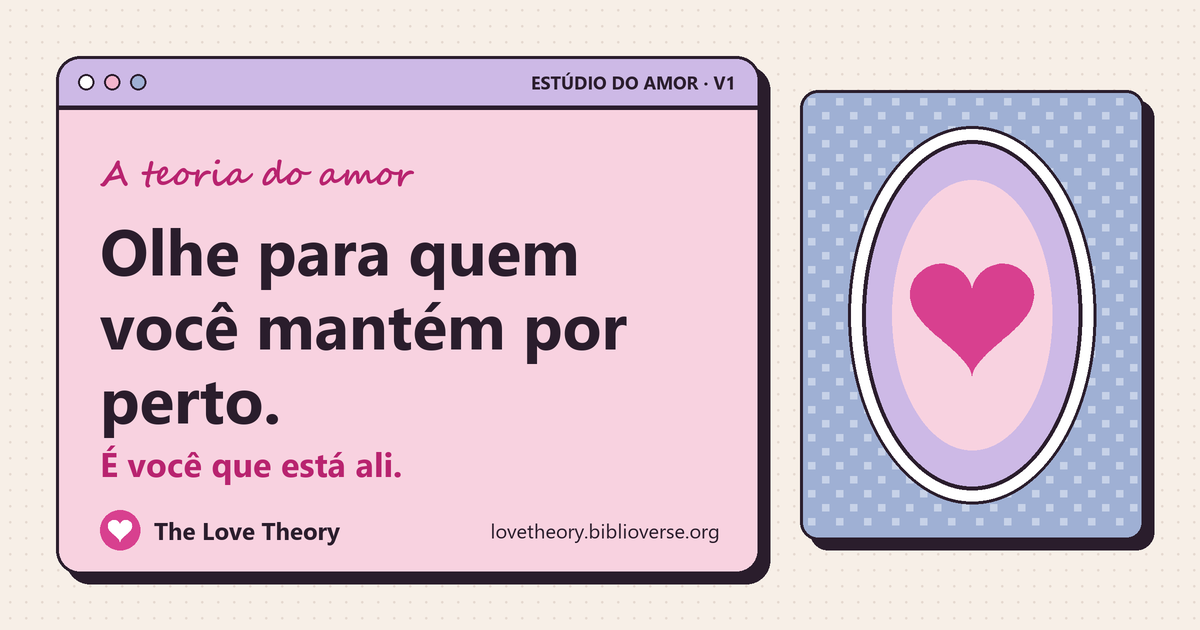 ESTÚDIO DO AMOR · V1
A teoria do amor
Olhe para quem
você mantém por
perto.
É você que está ali.
The Love Theory
lovetheory.biblioverse.org